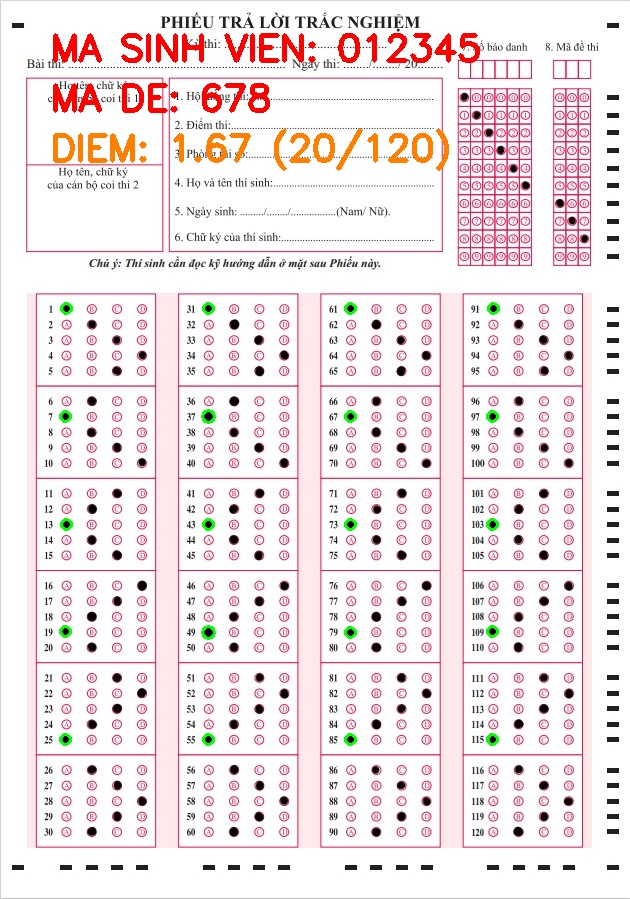 PHIẾU TRẢ LỜI TRẮC NGHIỆM
Kỳ thi:
MA SINH VIEN: 012345
Bài thi: Ngày thi: ......../......../ 20
số báo danh
8. Mã đề thi
Họ tên, chữ ký
MA DE: 678
2. Điểm thi:
DIEM: 1.67 (20/120)
3. Phòng thi số:
Họ tên, chữ ký
của cán bộ coi thi 2
4. Họ và tên thí sinh:
5. Ngày sinh: ........./......./...............(Nam/ Nữ).
6. Chữ ký của thí sinh:
Chú ý: Thí sinh cần đọc kỹ hướng dẫn ở mặt sau Phiếu này.
1 31 61 91
2 32 62 92
3 33 63 93
4 34 64 94
5 35 65 95
6 36 66 96
7 37 67 97
8 38 68 98
9 39 69 99
10 40 70 100
11 41 71 101
12 42 72 102
13 43 73 103
14 44 74 104
15 45 75 105
16 46 76 106
17 47 77 107
18 48 78 108
19 49 79 109
20 50 80 110
21 51 81 111
22 52 82 112
23 53 83 113
24 54 84 114
25 55 85 115
26 56 86 116
27 57 87 117
28 58 88 118
29 59 89 119
30 60 90 120